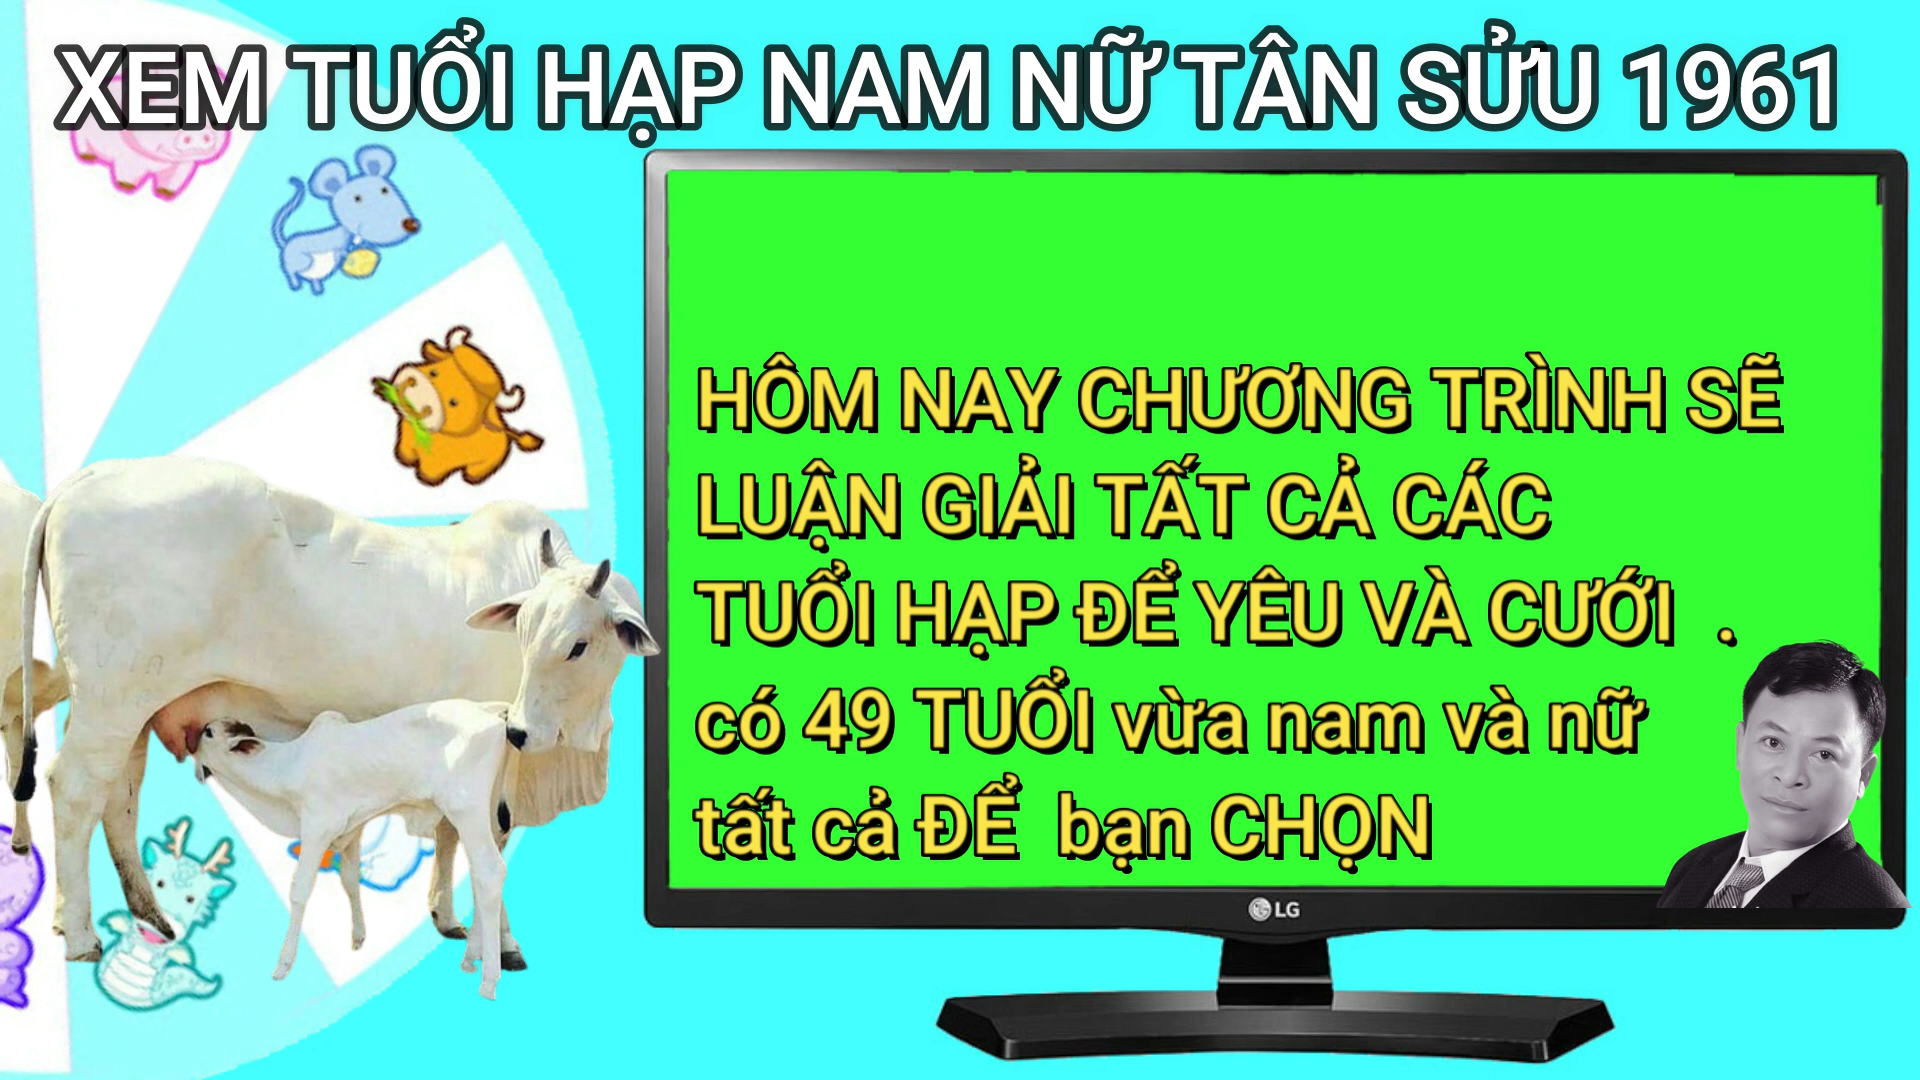 XEM TUỔI HẠP NAM NỮ TÂN SỬU 1961
HÔM NAY CHƯƠNG TRÌNH SẼ
LUẬN GIẢI TẤT CẢ CÁC
TUỔI HẠP ĐỂ YÊU VÀ CƯỚI .
có 49 TUỔI vừa nam và nữ
tất cả ĐỂ bạn CHỌN
LG